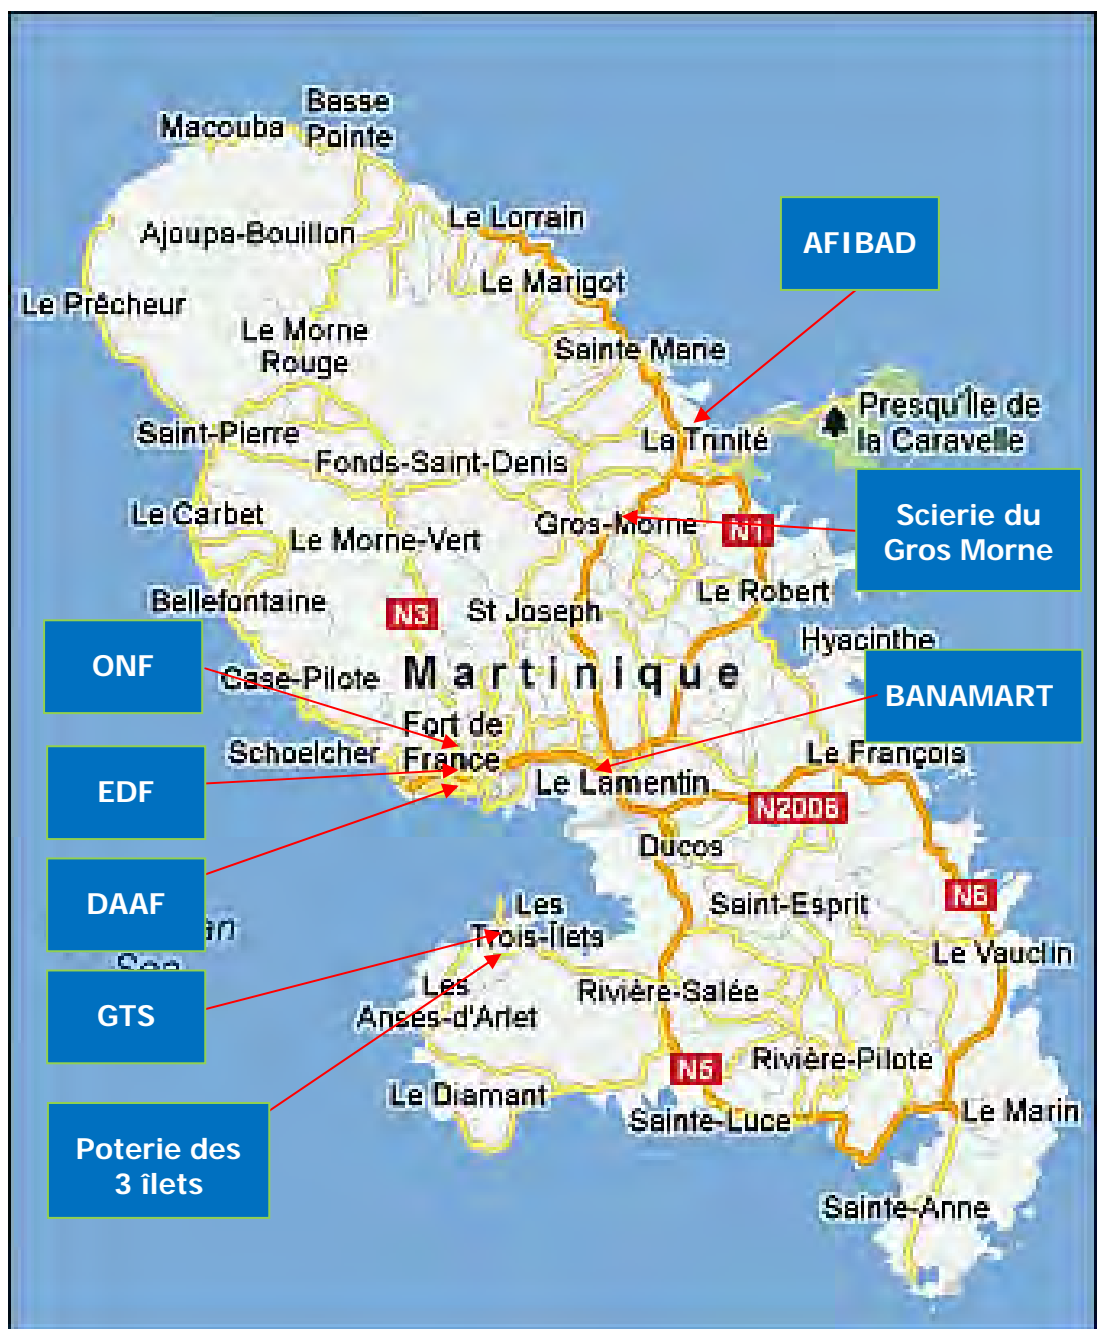 Basse
Pointe
Macouba
Le Lorrain
AFIBAD
Ajoupa-Bouillon
Le Marigot
Le Prêcheur
Le Morne
Rouge
Sainte Marie
Presqu'Île de
la Caravelle
Saint-Pierre
La Trinité
Fonds-Saint-Denis
Le Carbet
Gros-Morne
N1
Scierie du
Gros Morne
Le Morne-Vert
Bellefontaine
N3
St Joseph
Le Robert
Hyacinthe
ONF
Case-Pilote
Martinique
BANAMART
Fort de
France
Schoelcher
Le François
EDF
Le Lamentin
N2006
Ducos
DAAF
Saint-Esprit
N6
Les
Trois-Îlets
an
Sea
Le Vauclin
GTS
Les
Anses-d'Arlet
Rivière-Salée
Rivière-Pilote
N5
Le Diamant
Sainte-Luce
Le Marin
Poterie des
3 îlets
Sainte-Anne